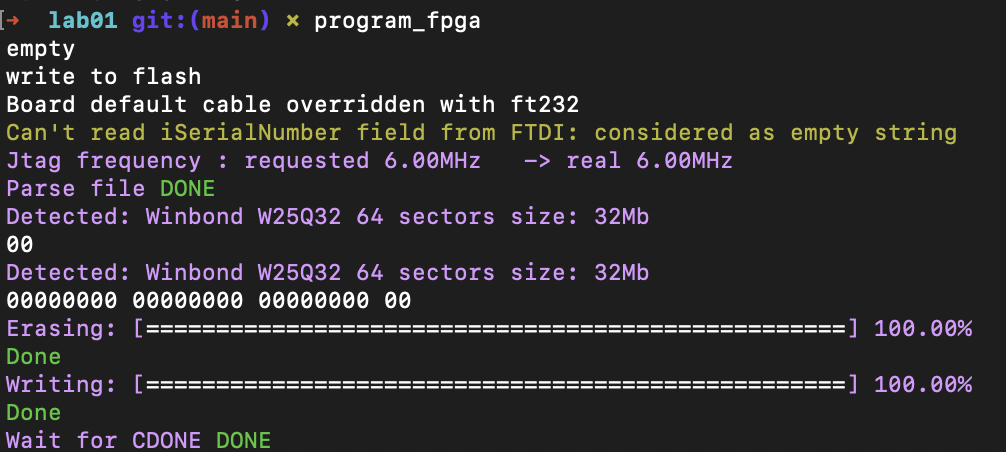 → lab01 git:(main) × program_fpga
empty
write to flash
Board default cable overridden with ft232
Can't read iSerialNumber field from FTDI: considered as empty string
Jtag frequency : requested 6.00MHz   -> real 6.00MHz
Parse file DONE
Detected: Winbond W25Q32 64 sectors size: 32Mb
00
Detected: Winbond W25Q32 64 sectors size: 32Mb
00000000 00000000 00000000 00
Erasing: [==================================================] 100.00%
Done
Writing: [==================================================] 100.00%
Done
Wait for CDONE DONE